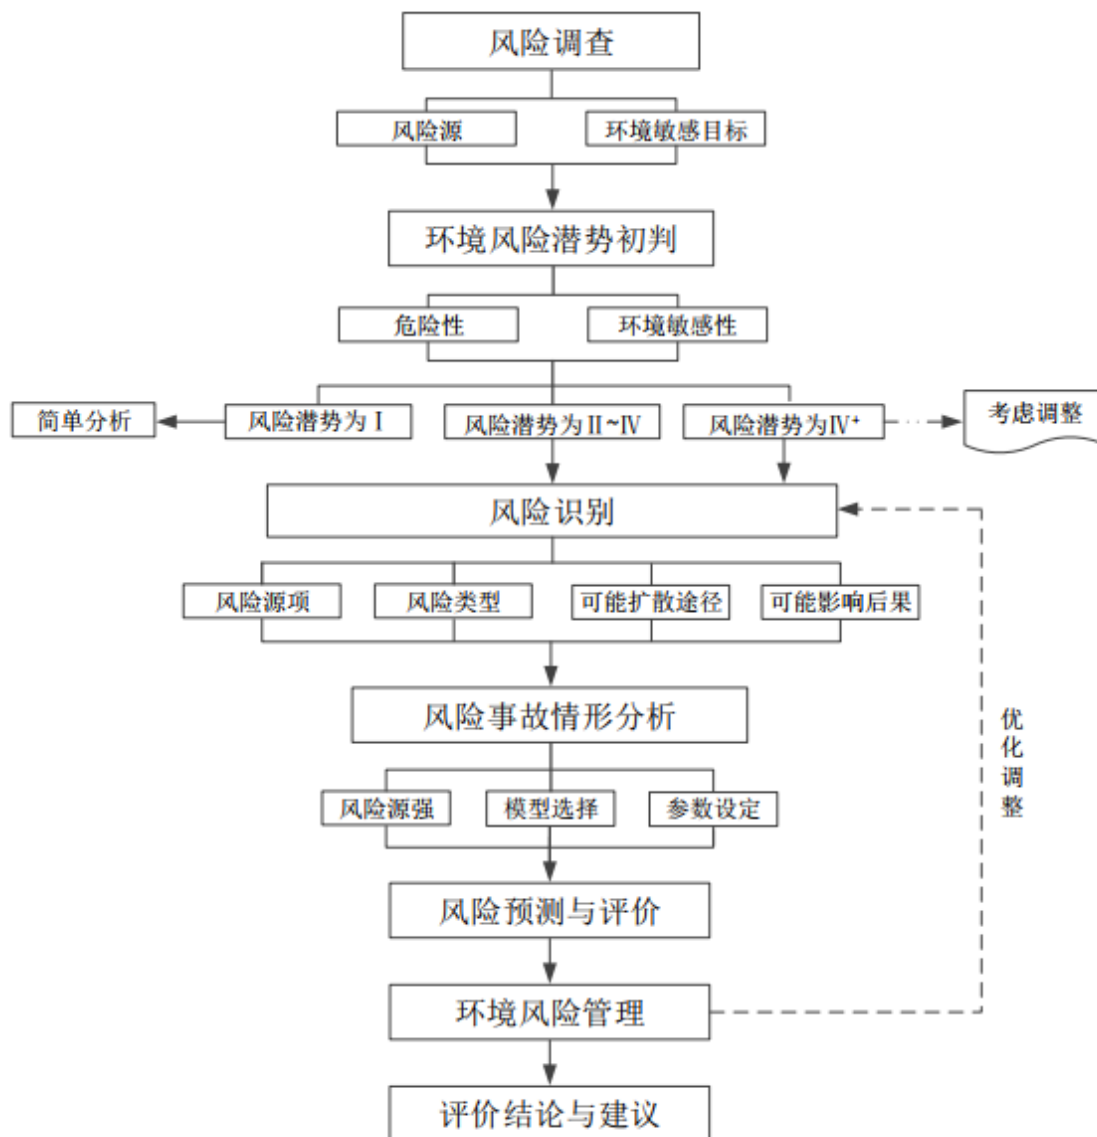 风险调查
风险源
环境敏感目标
环境风险潜势初判
危险性
环境敏感性
简单分析
风险潜势为Ⅰ
风险潜势为Ⅱ~Ⅳ
风险潜势为Ⅳ⁺
考虑调整
风险识别
风险源项
风险类型
可能扩散途径
可能影响后果
风险事故情形分析
风险源强
模型选择
参数设定
优化调整
风险预测与评价
环境风险管理
评价结论与建议